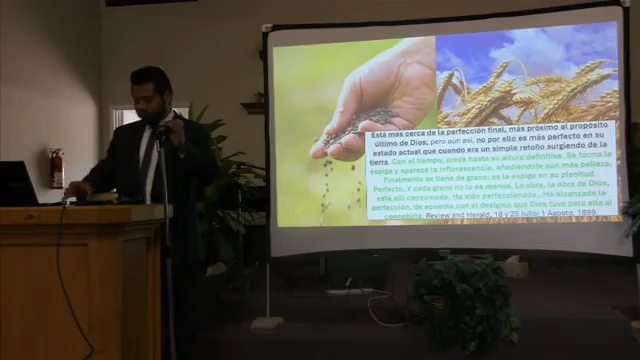 Está más cerca de la perfección final, más próximo al propósito
último de Dios; pero aun así, no por ello es más perfecto en su
estado actual que cuando era un simple retoño surgiendo de la
tierra. Con el tiempo, crece hasta su altura definitiva. Se forma la
espiga y aparece la inflorescencia, añadiéndole aún más belleza.
Finalmente se llena de grano: es la espiga en su plenitud.
Perfecto. Y cada grano no lo es menos. La obra, la obra de Dios,
está allí consumada. Ha sido perfeccionada. Ha alcanzado la
perfección, de acuerdo con el designio que Dios tuvo para ella al
concebirla. Review and Herald, 18 y 25 Julio; 1 Agosto, 1899.